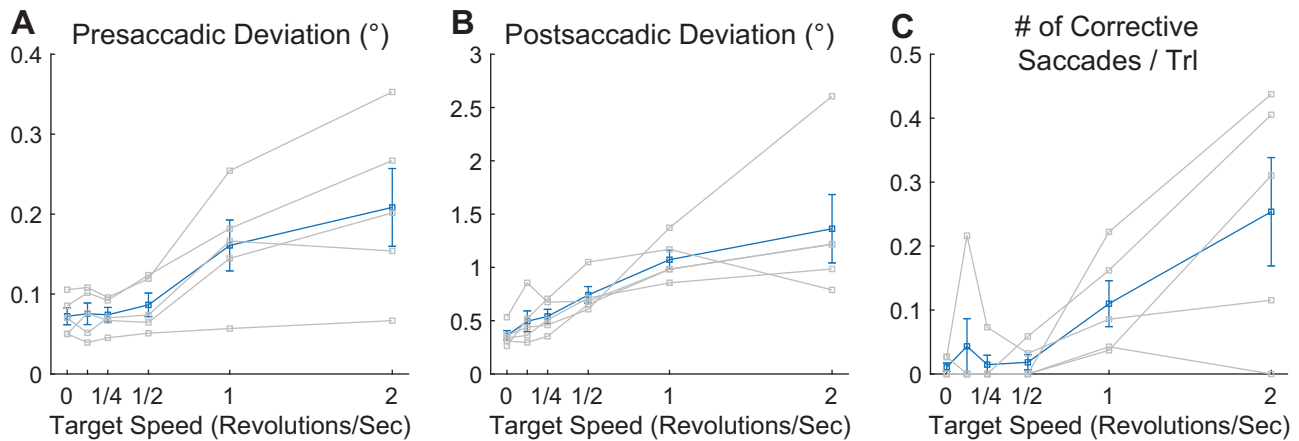 A
Presaccadic Deviation (°)
0.4
0.3
0.2
0.1
0
0 1/4 1/2 1 2
Target Speed (Revolutions/Sec)
B
Postsaccadic Deviation (°)
3
2.5
2
1.5
1
0.5
0
0 1/4 1/2 1 2
Target Speed (Revolutions/Sec)
C
# of Corrective
Saccades / Trl
0.5
0.4
0.3
0.2
0.1
0
0 1/4 1/2 1 2
Target Speed (Revolutions/Sec)